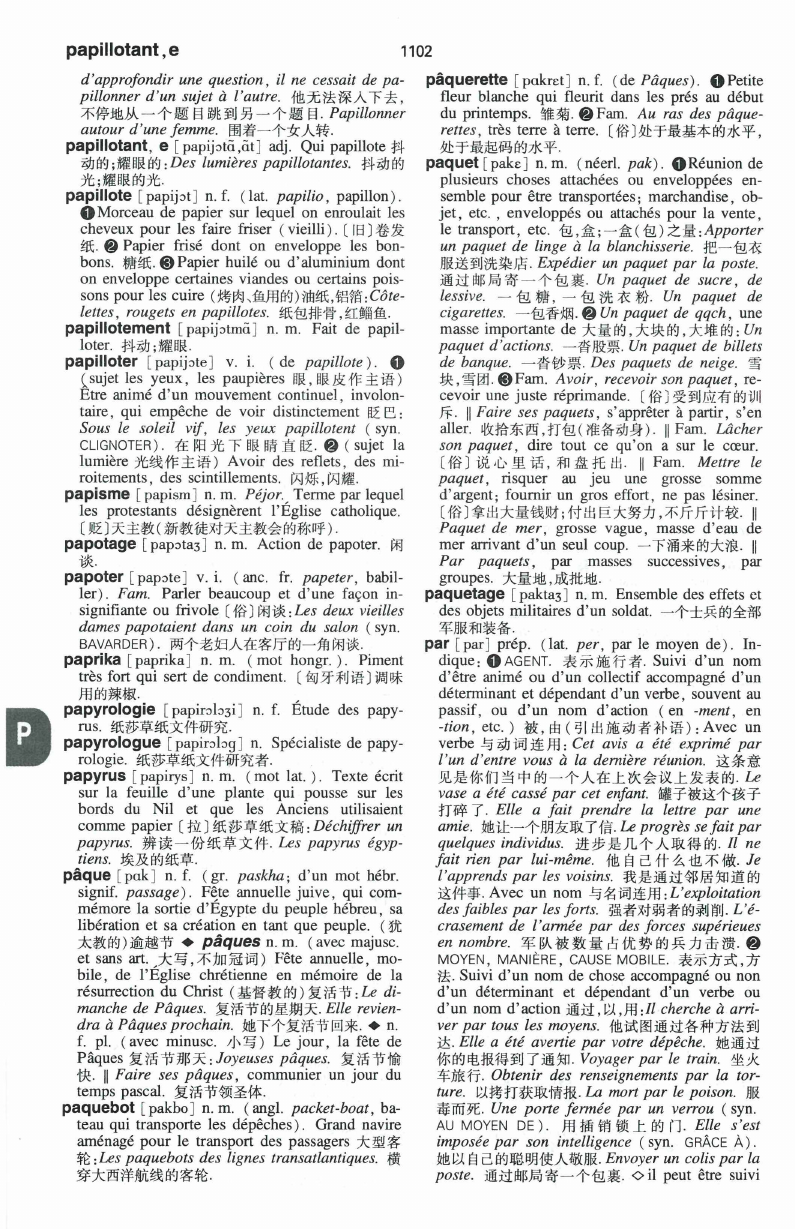 papillotant,e
1102
d'approfondir une question, il ne cessait de pa-
pillonner d'un sujet à l'autre. 他无法深入下去,
不停地从一个题目跳到另一个题目. Papillonner
autour d'une femme. 围着一个女人转.
papillotant, e [papijɔtɑ̃,ɑ̃t] adj. Qui papillote 抖
动的;耀眼的:Des lumières papillotantes. 抖动的
光;耀眼的光.
papillote [papijɔt] n. f. (lat. papilio, papillon).
❶Morceau de papier sur lequel on enroulait les
cheveux pour les faire friser (vieilli).〔旧〕卷发
纸. ❷ Papier frisé dont on enveloppe les bon-
bons. 糖纸. ❸Papier huilé ou d'aluminium dont
on enveloppe certaines viandes ou certains pois-
sons pour les cuire (烤肉、鱼用的)油纸,铝箔:Côte-
lettes, rougets en papillotes. 纸包排骨,红鲻鱼.
papillotement [papijɔtmɑ̃] n. m. Fait de papil-
loter. 抖动;耀眼.
papilloter [papijɔte] v. i. (de papillote). ❶
(sujet les yeux, les paupières 眼,眼皮作主语)
Être animé d'un mouvement continuel, involon-
taire, qui empêche de voir distinctement 眨巴:
Sous le soleil vif, les yeux papillotent (syn.
CLIGNOTER). 在阳光下眼睛直眨. ❷ (sujet la
lumière 光线作主语) Avoir des reflets, des mi-
roitements, des scintillements. 闪烁,闪耀.
papisme [papism] n. m. Péjor. Terme par lequel
les protestants désignèrent l'Église catholique.
〔贬〕天主教(新教徒对天主教会的称呼).
papotage [papɔtaʒ] n. m. Action de papoter. 闲
谈.
papoter [papɔte] v. i. (anc. fr. papeter, babil-
ler). Fam. Parler beaucoup et d'une façon in-
signifiante ou frivole〔俗〕闲谈:Les deux vieilles
dames papotaient dans un coin du salon (syn.
BAVARDER). 两个老妇人在客厅的一角闲谈.
paprika [paprika] n. m. (mot hongr.). Piment
très fort qui sert de condiment.〔匈牙利语〕调味
用的辣椒.
papyrologie [papirɔlɔʒi] n. f. Étude des papy-
rus. 纸莎草纸文件研究.
papyrologue [papirɔlɔg] n. Spécialiste de papy-
rologie. 纸莎草纸文件研究者.
papyrus [papirys] n. m. (mot lat.). Texte écrit
sur la feuille d'une plante qui pousse sur les
bords du Nil et que les Anciens utilisaient
comme papier〔拉〕纸莎草纸文稿:Déchiffrer un
papyrus. 辨读一份纸草文件. Les papyrus égyp-
tiens. 埃及的纸草.
pâque [pɑk] n. f. (gr. paskha; d'un mot hébr.
signif. passage). Fête annuelle juive, qui com-
mémore la sortie d'Égypte du peuple hébreu, sa
libération et sa création en tant que peuple. (犹
太教的)逾越节 ◆ pâques n. m. (avec majusc.
et sans art. 大写,不加冠词) Fête annuelle, mo-
bile, de l'Église chrétienne en mémoire de la
résurrection du Christ (基督教的)复活节:Le di-
manche de Pâques. 复活节的星期天. Elle revien-
dra à Pâques prochain. 她下个复活节回来. ◆ n.
f. pl. (avec minusc. 小写) Le jour, la fête de
Pâques 复活节那天:Joyeuses pâques. 复活节愉
快. ‖ Faire ses pâques, communier un jour du
temps pascal. 复活节领圣体.
paquebot [pakbo] n. m. (angl. packet-boat, ba-
teau qui transporte les dépêches). Grand navire
aménagé pour le transport des passagers 大型客
轮:Les paquebots des lignes transatlantiques. 横
穿大西洋航线的客轮.
P
pâquerette [pakrɛt] n. f. (de Pâques). ❶Petite
fleur blanche qui fleurit dans les prés au début
du printemps. 雏菊. ❷Fam. Au ras des pâque-
rettes, très terre à terre.〔俗〕处于最基本的水平,
处于最起码的水平.
paquet [pakɛ] n. m. (néerl. pak). ❶Réunion de
plusieurs choses attachées ou enveloppées en-
semble pour être transportées; marchandise, ob-
jet, etc., enveloppés ou attachés pour la vente,
le transport, etc. 包,盒;一盒(包)之量:Apporter
un paquet de linge à la blanchisserie. 把一包衣
服送到洗染店. Expédier un paquet par la poste.
通过邮局寄一个包裹. Un paquet de sucre, de
lessive. 一包糖,一包洗衣粉. Un paquet de
cigarettes. 一包香烟. ❷Un paquet de qqch, une
masse importante de 大量的,大块的,大堆的:Un
paquet d'actions. 一沓股票. Un paquet de billets
de banque. 一沓钞票. Des paquets de neige. 雪
块,雪团. ❸Fam. Avoir, recevoir son paquet, re-
cevoir une juste réprimande.〔俗〕受到应有的训
斥. ‖ Faire ses paquets, s'apprêter à partir, s'en
aller. 收拾东西,打包(准备动身). ‖ Fam. Lâcher
son paquet, dire tout ce qu'on a sur le cœur.
〔俗〕说心里话,和盘托出. ‖ Fam. Mettre le
paquet, risquer au jeu une grosse somme
d'argent; fournir un gros effort, ne pas lésiner.
〔俗〕拿出大量钱财;付出巨大努力,不斤斤计较. ‖
Paquet de mer, grosse vague, masse d'eau de
mer arrivant d'un seul coup. 一下涌来的大浪. ‖
Par paquets, par masses successives, par
groupes. 大量地,成批地.
paquetage [paktaʒ] n. m. Ensemble des effets et
des objets militaires d'un soldat. 一个士兵的全部
军服和装备.
par [par] prép. (lat. per, par le moyen de). In-
dique: ❶AGENT. 表示施行者. Suivi d'un nom
d'être animé ou d'un collectif accompagné d'un
déterminant et dépendant d'un verbe, souvent au
passif, ou d'un nom d'action (en -ment, en
-tion, etc.) 被,由(引出施动者补语):Avec un
verbe 与动词连用:Cet avis a été exprimé par
l'un d'entre vous à la dernière réunion. 这条意
见是你们当中的一个人在上次会议上发表的. Le
vase a été cassé par cet enfant. 罐子被这个孩子
打碎了. Elle a fait prendre la lettre par une
amie. 她让一个朋友取了信. Le progrès se fait par
quelques individus. 进步是几个人取得的. Il ne
fait rien par lui-même. 他自己什么也不做. Je
l'apprends par les voisins. 我是通过邻居知道的
这件事. Avec un nom 与名词连用:L'exploitation
des faibles par les forts. 强者对弱者的剥削. L'é-
crasement de l'armée par des forces supérieures
en nombre. 军队被数量占优势的兵力击溃. ❷
MOYEN, MANIÈRE, CAUSE MOBILE. 表示方式,方
法. Suivi d'un nom de chose accompagné ou non
d'un déterminant et dépendant d'un verbe ou
d'un nom d'action 通过,以,用:Il cherche à arri-
ver par tous les moyens. 他试图通过各种方法到
达. Elle a été avertie par votre dépêche. 她通过
你的电报得到了通知. Voyager par le train. 坐火
车旅行. Obtenir des renseignements par la tor-
ture. 以拷打获取情报. La mort par le poison. 服
毒而死. Une porte fermée par un verrou (syn.
AU MOYEN DE). 用插销锁上的门. Elle s'est
imposée par son intelligence (syn. GRÂCE À).
她以自己的聪明使人敬服. Envoyer un colis par la
poste. 通过邮局寄一个包裹. ◇il peut être suivi